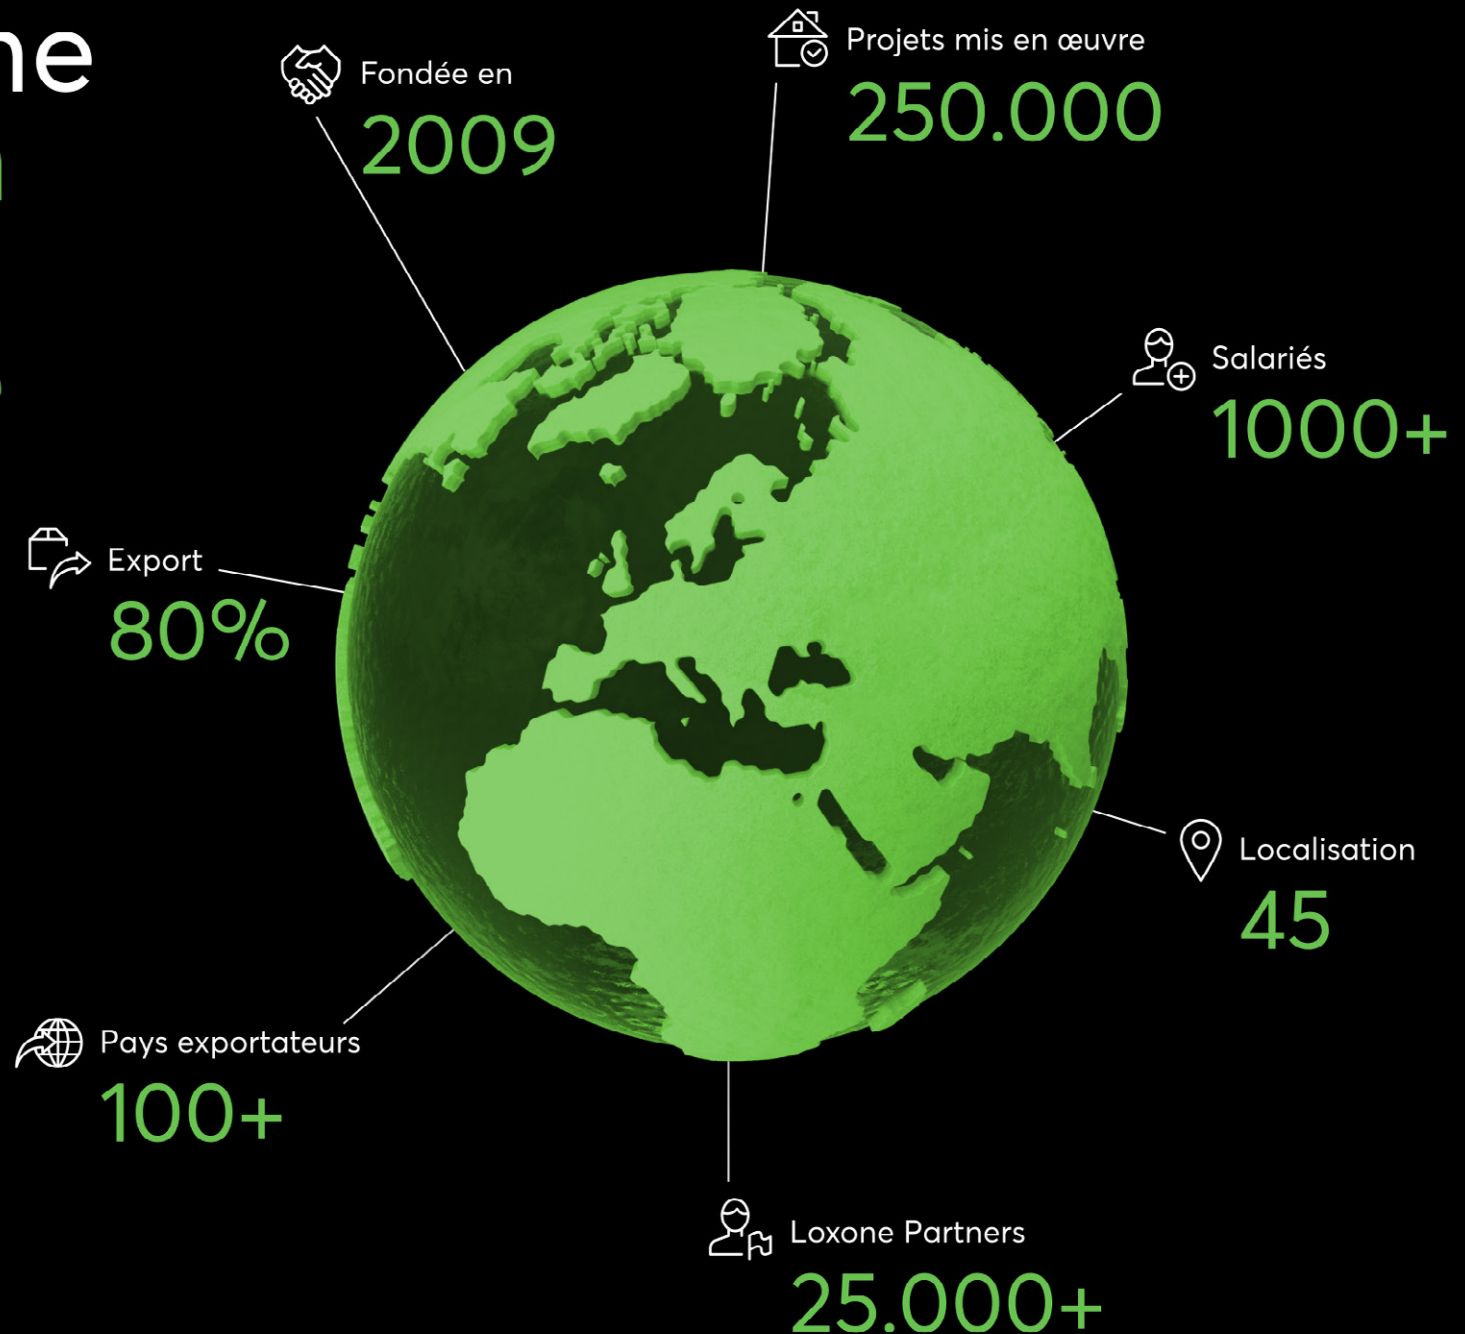 Fondée en
2009
Projets mis en œuvre
250.000
Salariés
1000+
Export
80%
Localisation
45
Pays exportateurs
100+
Loxone Partners
25.000+